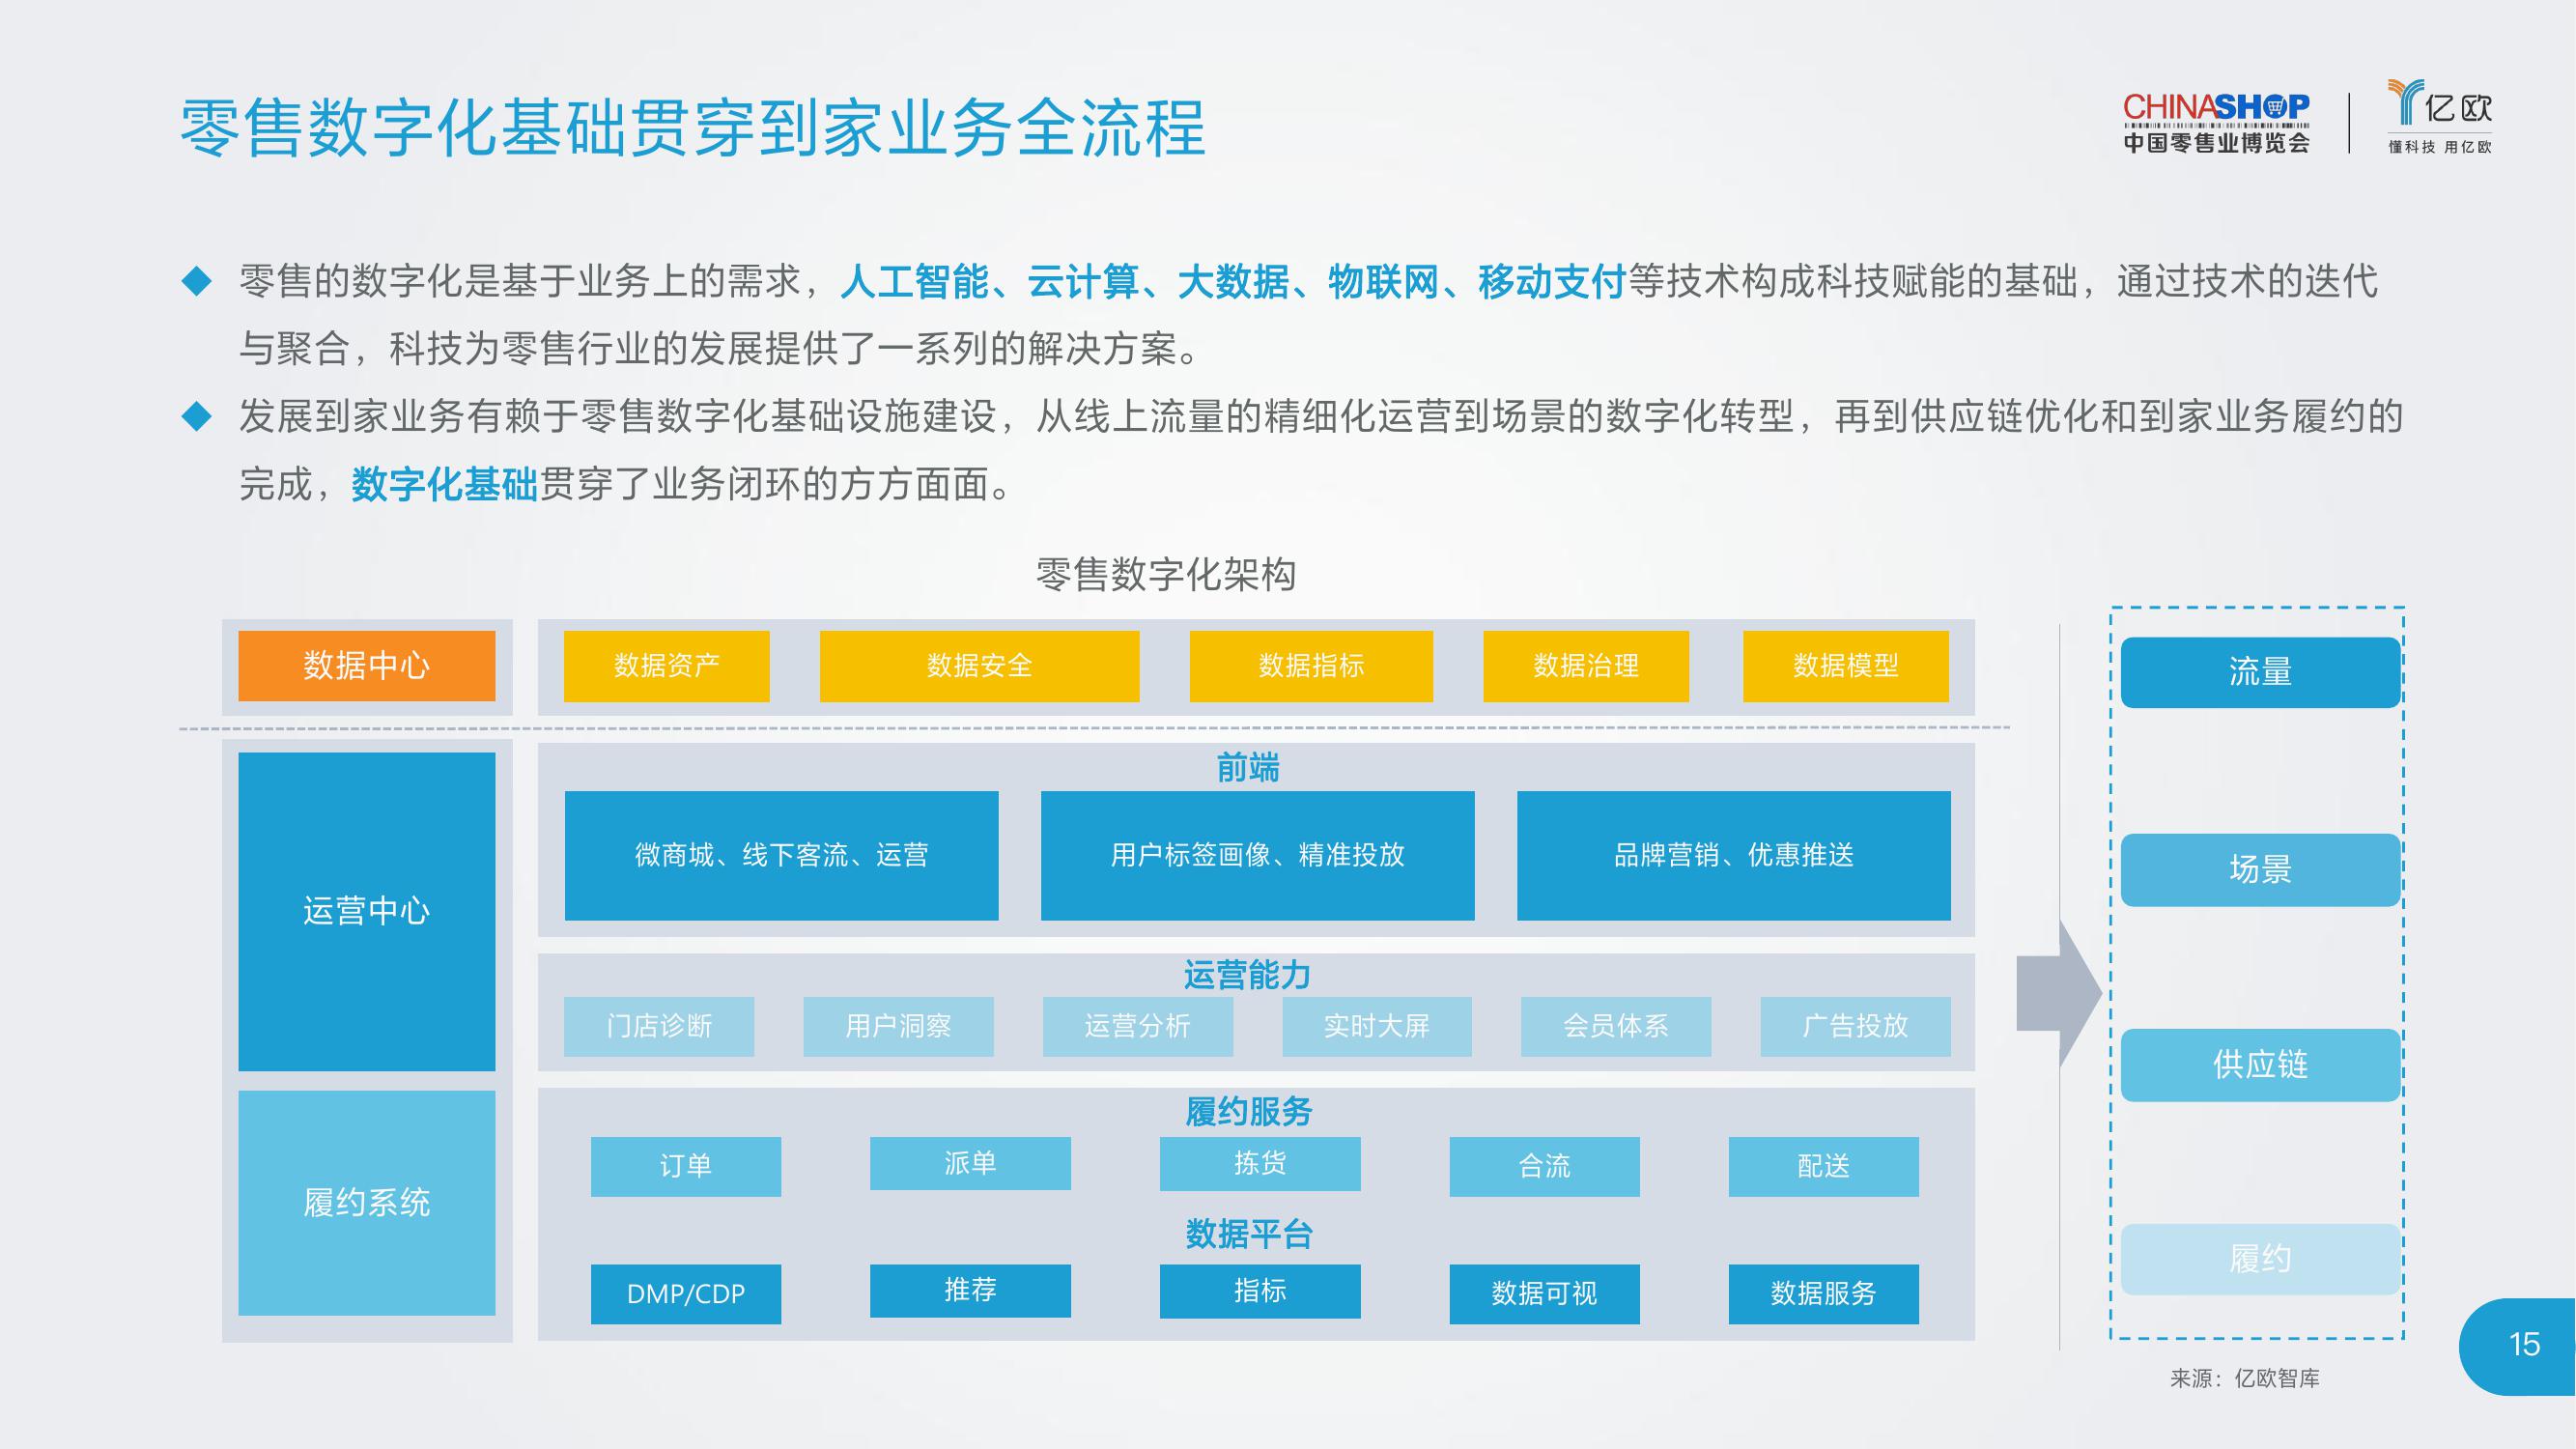 零售数字化基础贯穿到家业务全流程
CHINASHOP
中国零售业博览会
亿欧
懂科技 用亿欧
零售的数字化是基于业务上的需求，人工智能、云计算、大数据、物联网、移动支付等技术构成科技赋能的基础，通过技术的迭代
与聚合，科技为零售行业的发展提供了一系列的解决方案。
发展到家业务有赖于零售数字化基础设施建设，从线上流量的精细化运营到场景的数字化转型，再到供应链优化和到家业务履约的
完成，数字化基础贯穿了业务闭环的方方面面。
零售数字化架构
数据中心
数据资产
数据安全
数据指标
数据治理
数据模型
运营中心
前端
微商城、线下客流、运营
用户标签画像、精准投放
品牌营销、优惠推送
运营能力
门店诊断
用户洞察
运营分析
实时大屏
会员体系
广告投放
履约系统
履约服务
订单
派单
拣货
合流
配送
数据平台
DMP/CDP
推荐
指标
数据可视
数据服务
流量
场景
供应链
履约
15
来源：亿欧智库